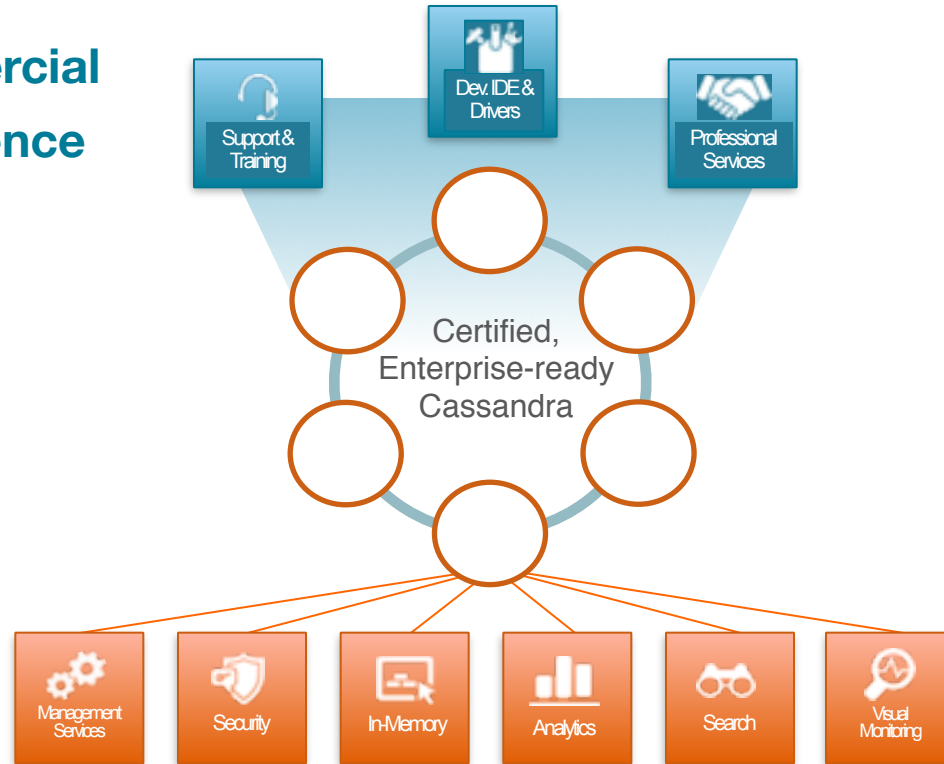 ercial
ence
Dev. IDE &
Drivers
Support &
Training
Professional
Services
Certified,
Enterprise-ready
Cassandra
Management
Services
Security
In-Memory
Analytics
Search
Visual
Monitoring